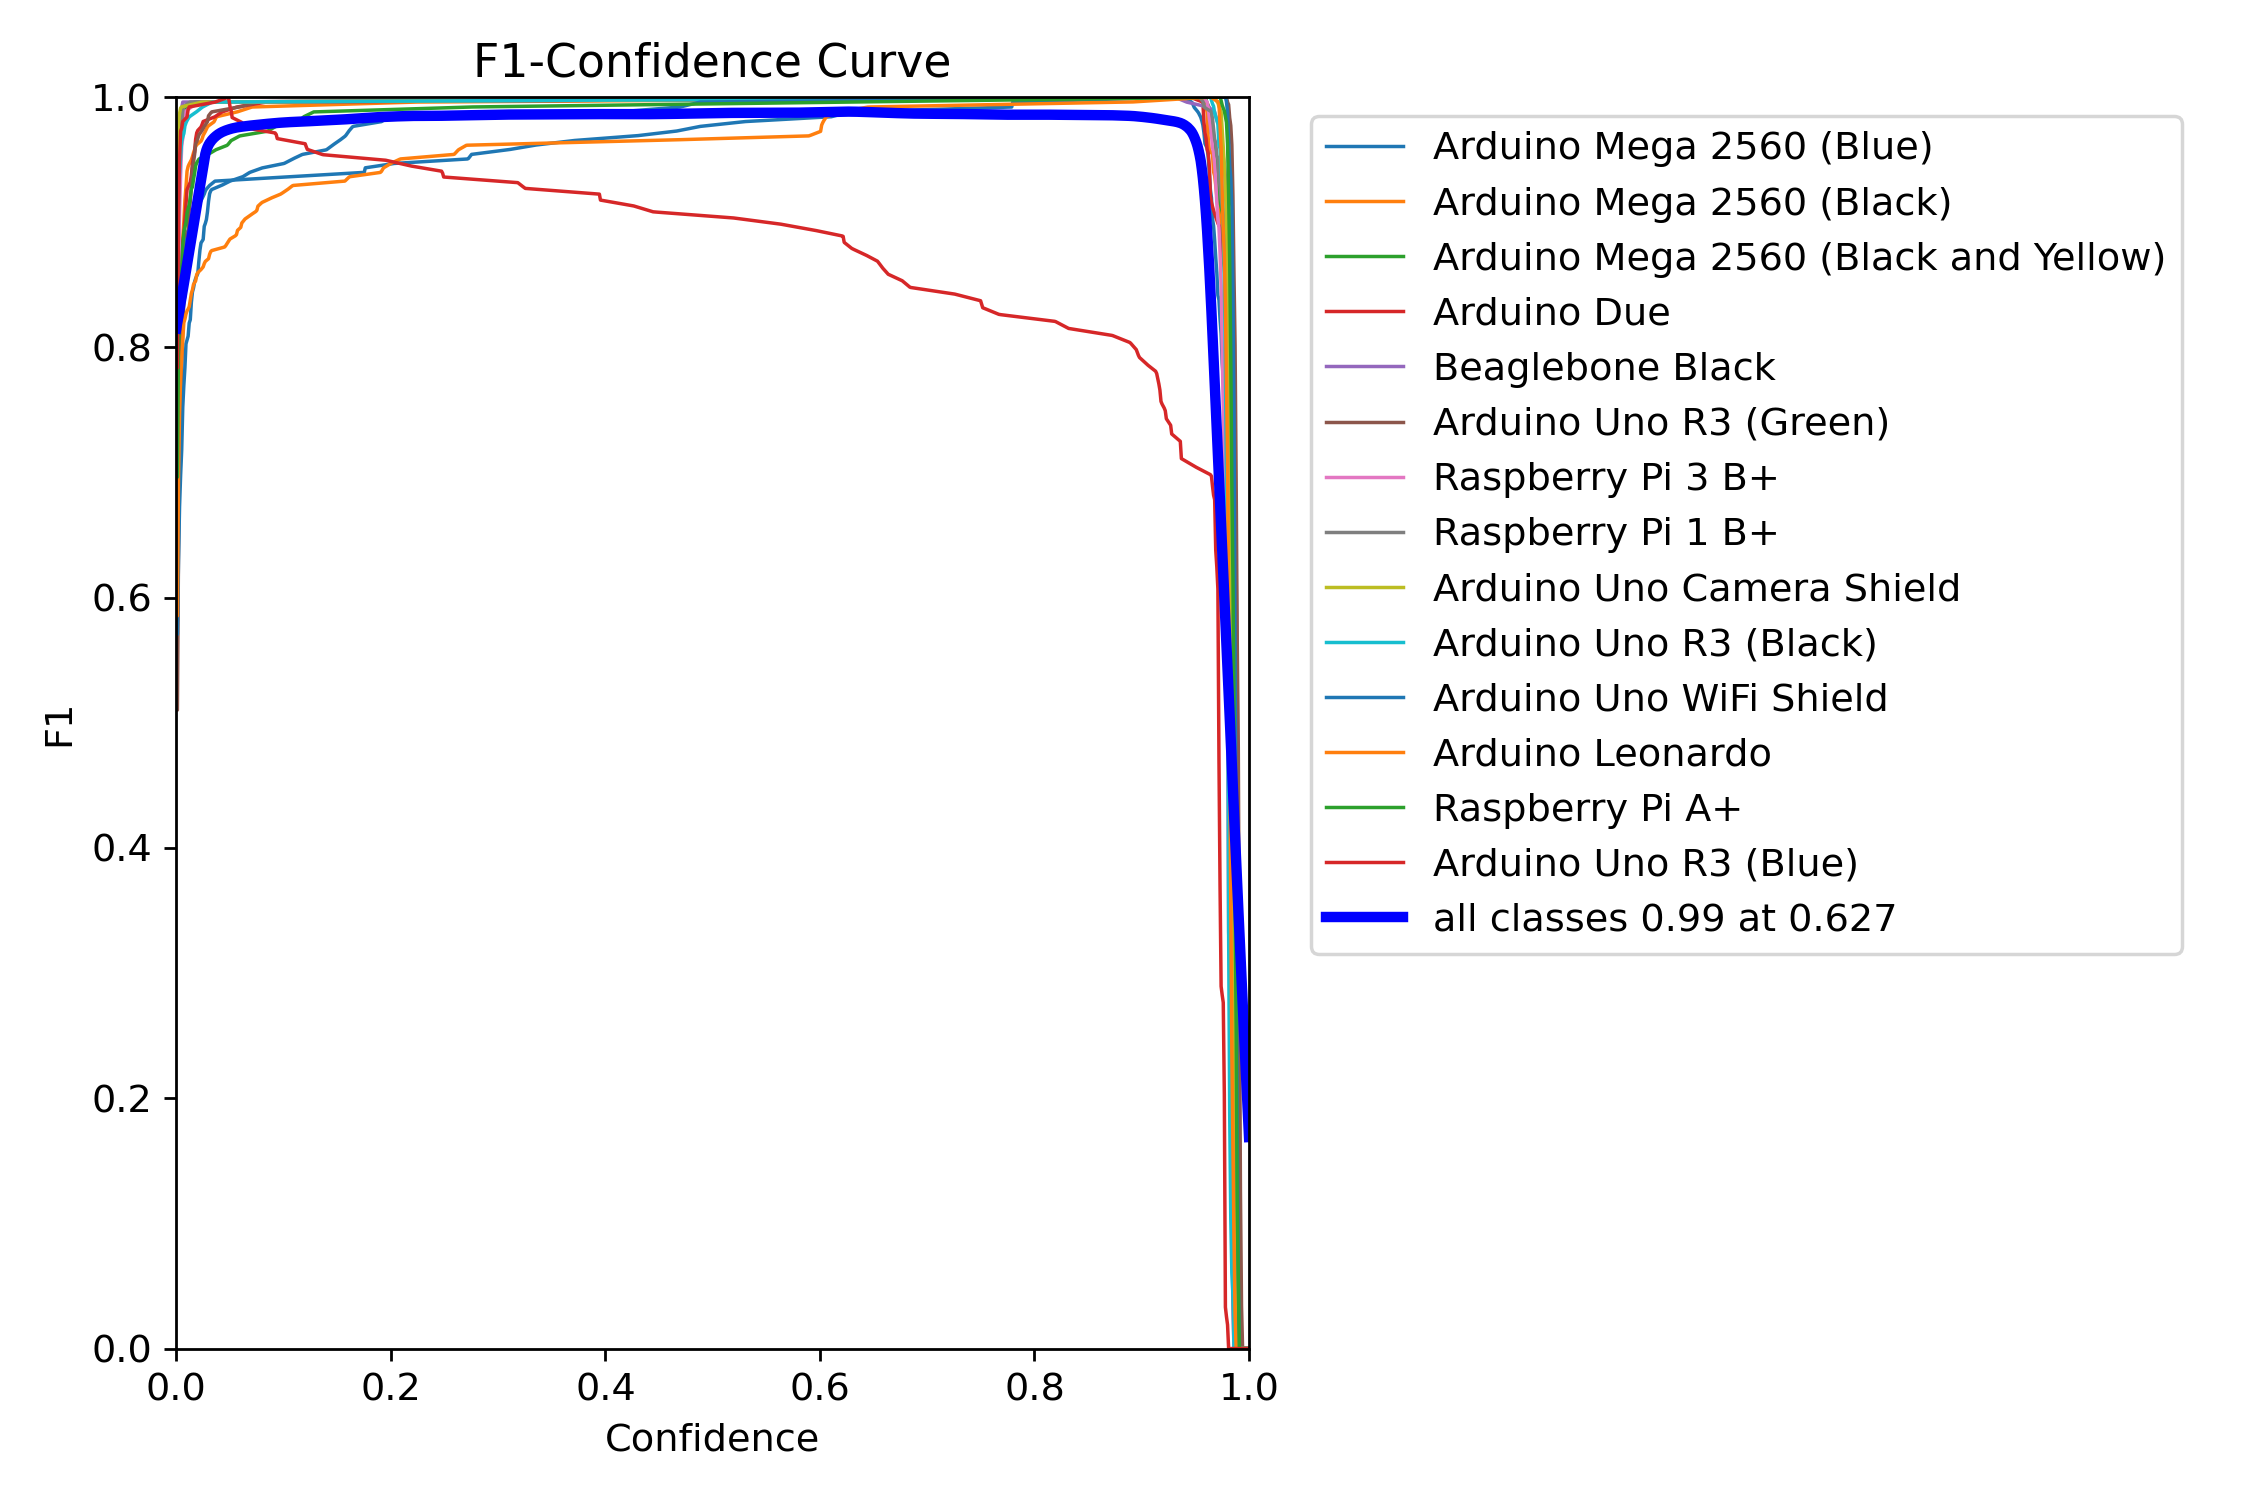 F1-Confidence Curve
1.0
0.8
0.6
0.4
0.2
0.0
F1
0.0 0.2 0.4 0.6 0.8 1.0
Confidence
Arduino Mega 2560 (Blue)
Arduino Mega 2560 (Black)
Arduino Mega 2560 (Black and Yellow)
Arduino Due
Beaglebone Black
Arduino Uno R3 (Green)
Raspberry Pi 3 B+
Raspberry Pi 1 B+
Arduino Uno Camera Shield
Arduino Uno R3 (Black)
Arduino Uno WiFi Shield
Arduino Leonardo
Raspberry Pi A+
Arduino Uno R3 (Blue)
all classes 0.99 at 0.627